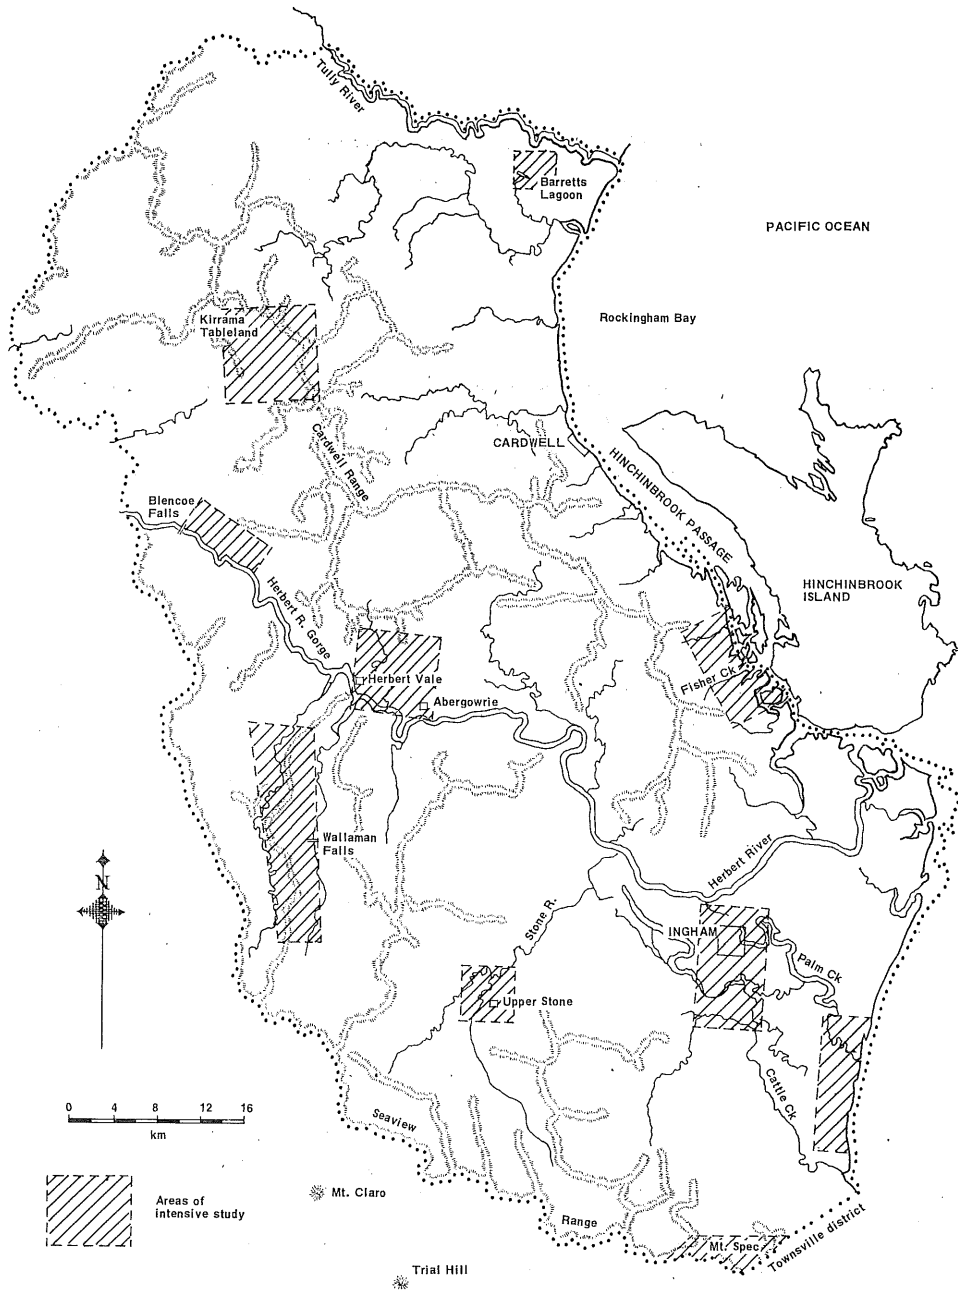 Tully River
Barretts
Lagoon
PACIFIC OCEAN
Rockingham Bay
Kirrama
Tableland
CARDWELL
Cardwell Range
HINCHINBROOK PASSAGE
Blencoe
Falls
HINCHINBROOK
ISLAND
Herbert R. Gorge
Herbert Vale
Fisher Ck
Abergowrie
Wallaman
Falls
Herbert River
N
Stone R.
INGHAM
Palm Ck
Upper Stone
Cattle Ck
0 4 8 12 16
km
Seaview
Areas of
intensive study
Mt. Claro
Range
Mt. Spec
Townsville district
Trial Hill